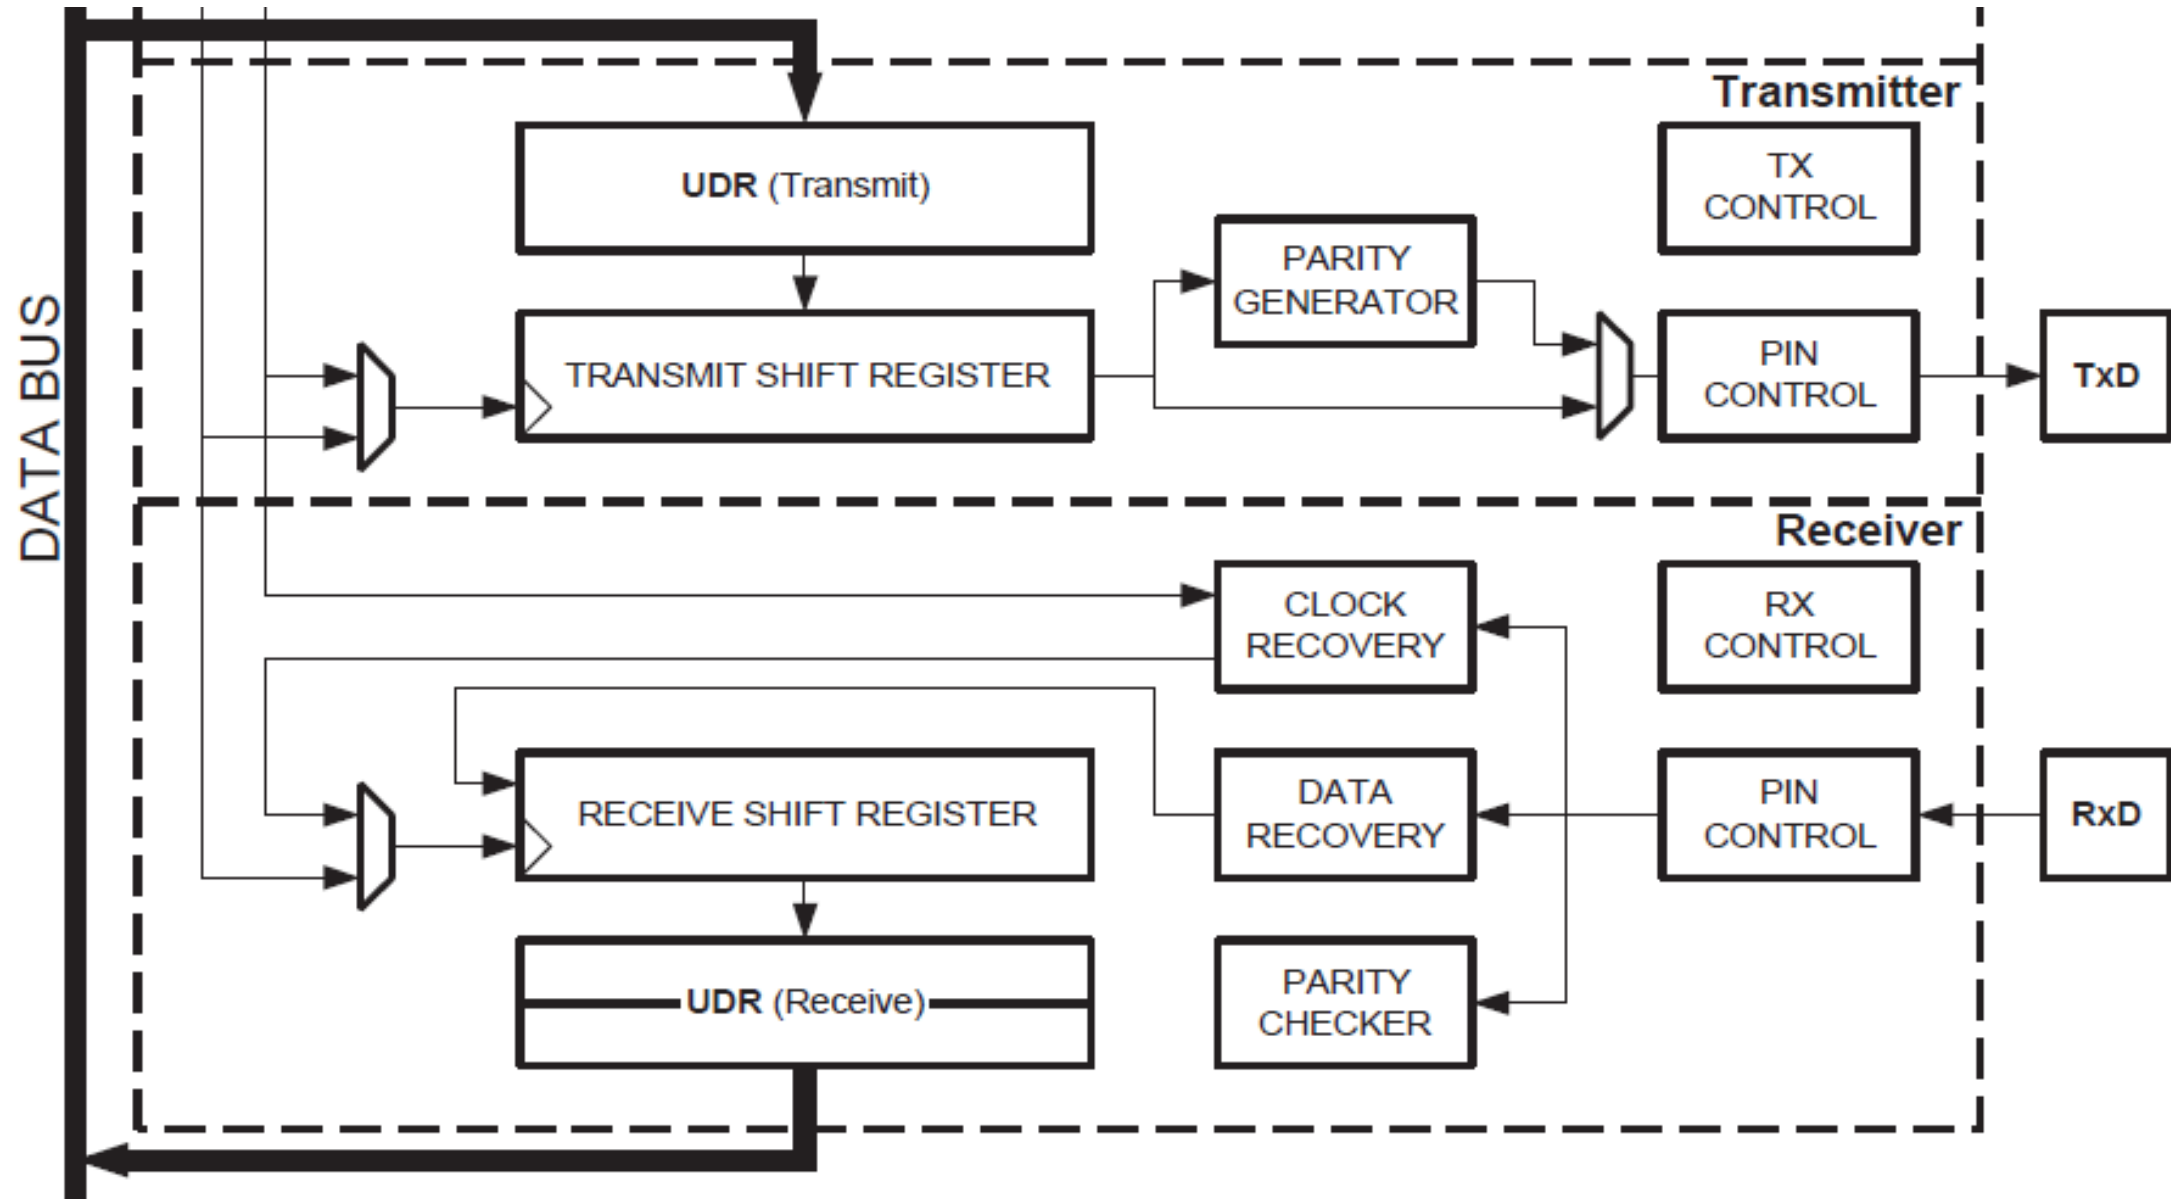 DATA BUS
Transmitter
UDR (Transmit)
TX
CONTROL
PARITY
GENERATOR
TRANSMIT SHIFT REGISTER
PIN
CONTROL
TxD
Receiver
CLOCK
RECOVERY
RX
CONTROL
RECEIVE SHIFT REGISTER
DATA
RECOVERY
PIN
CONTROL
RxD
UDR (Receive)
PARITY
CHECKER